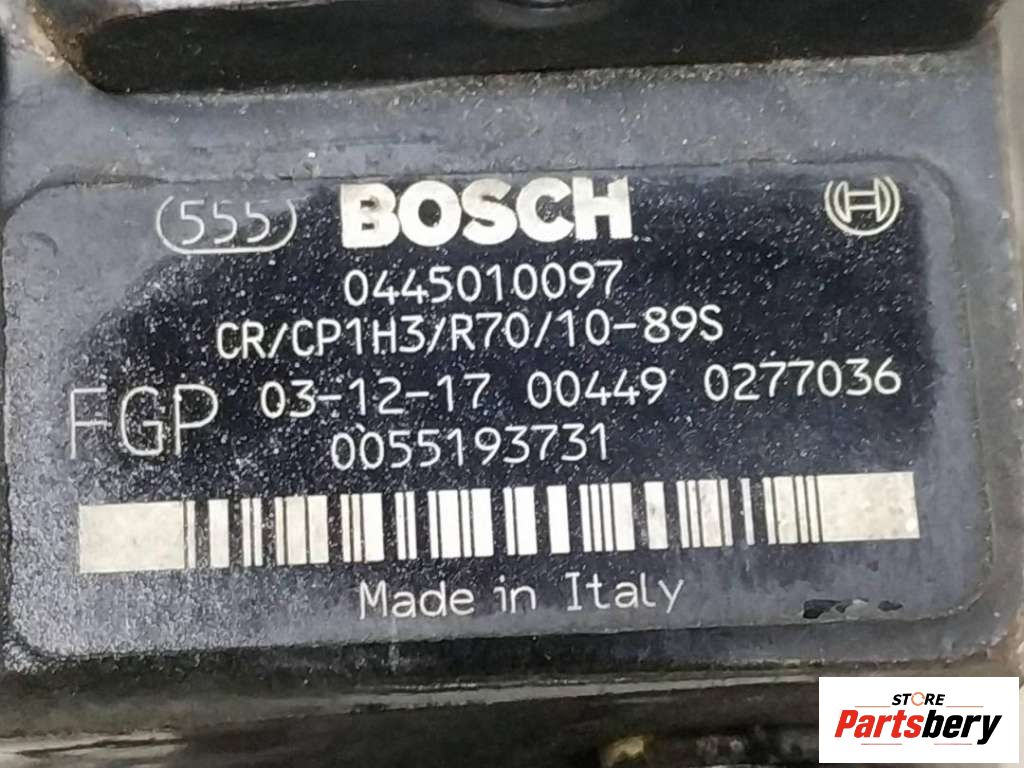 555 BOSCH
0445010097
CR/CP1H3/R70/10-89S
FGP 03-12-17 00449 0277036
0055193731
Made in Italy
STORE
Partsbery